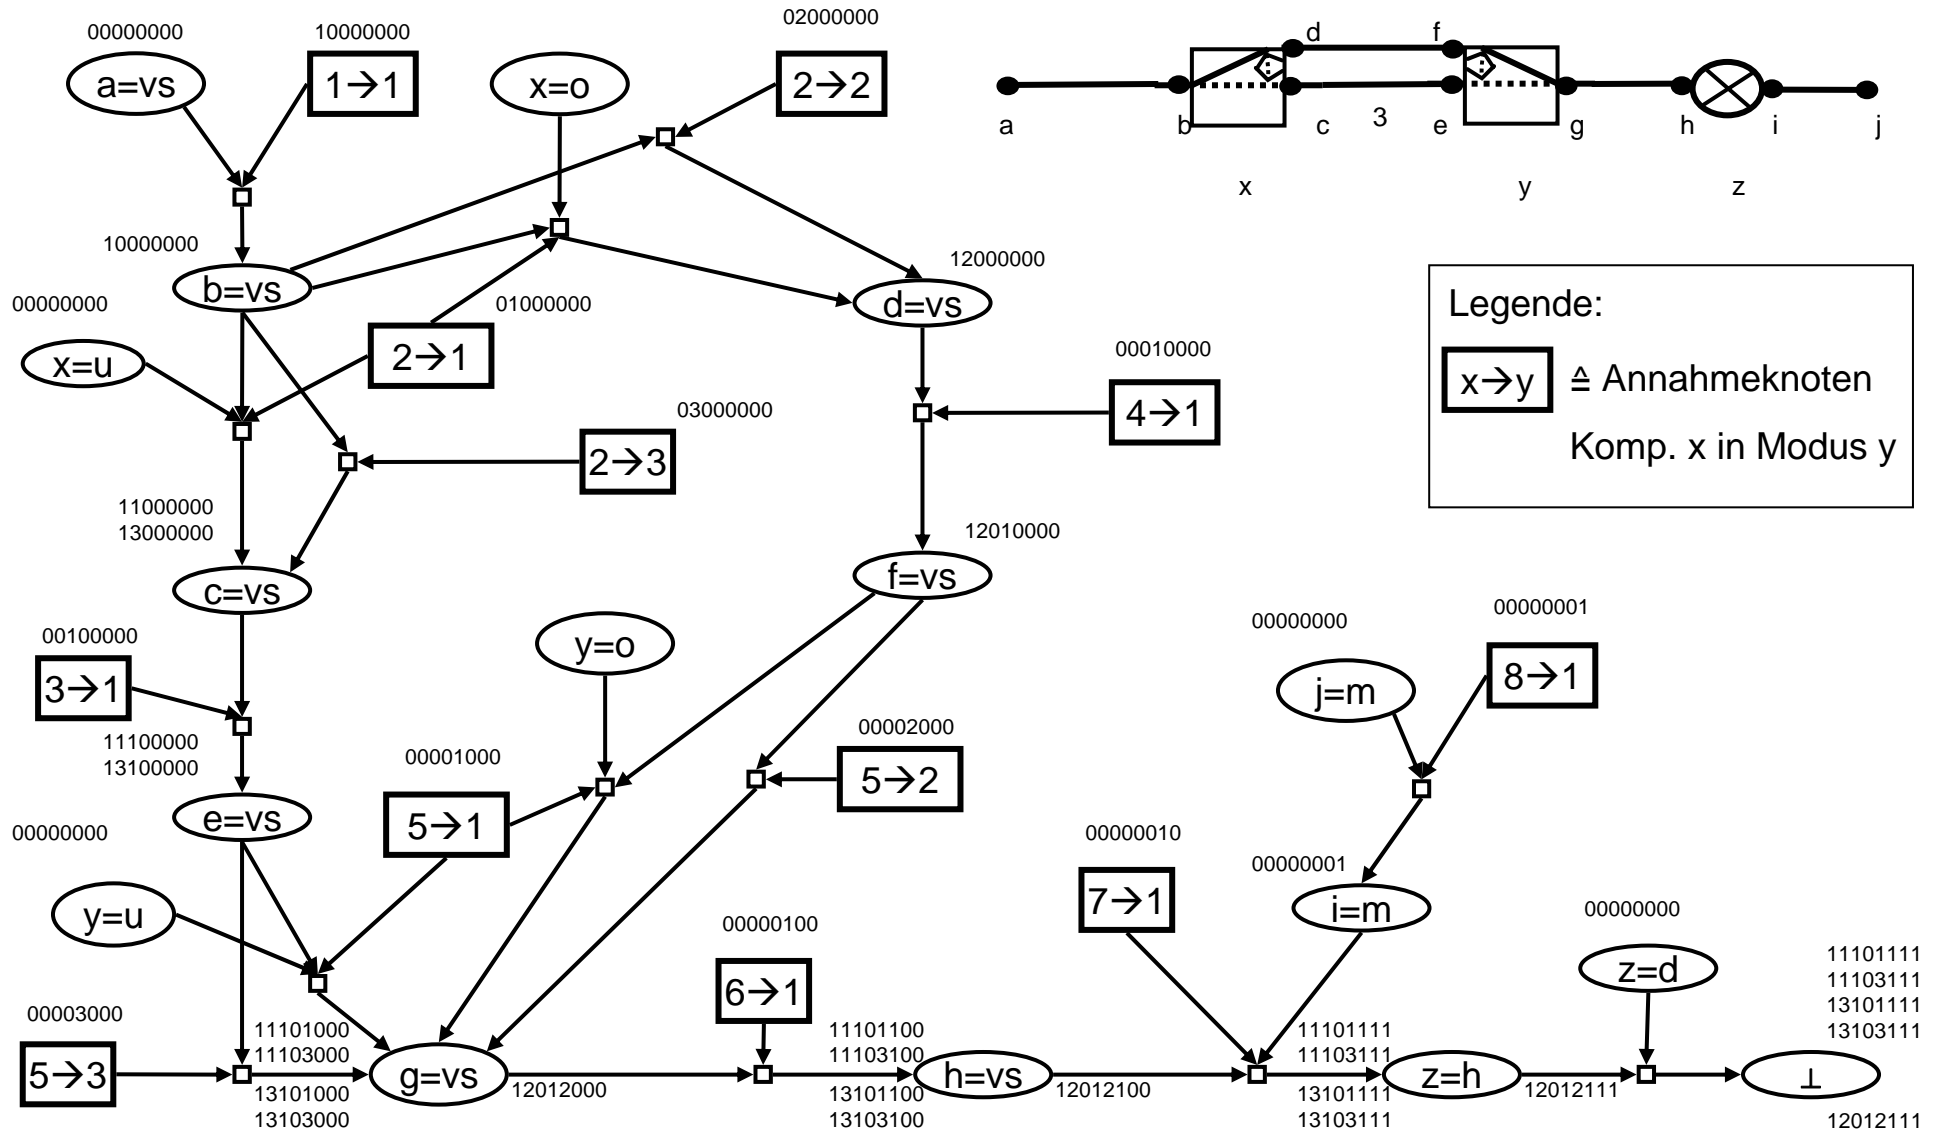 00000000
10000000
02000000
a=vs
1→1
x=o
2→2
d
f
a
b
c
3
e
g
h
i
j
x
y
z
10000000
b=vs
12000000
d=vs
00000000
01000000
x=u
2→1
00010000
4→1
Legende:
x→y ≙ Annahmeknoten
Komp. x in Modus y
03000000
2→3
11000000
13000000
12010000
c=vs
f=vs
00100000
3→1
y=o
00000000
00000001
j=m
8→1
11100000
13100000
00001000
00002000
e=vs
5→1
5→2
00000000
00000010
00000001
y=u
7→1
i=m
00000100
6→1
00000000
z=d
11101111
11103111
13101111
13103111
00003000
5→3
11101000
11103000
13101000
13103000
g=vs
12012000
11101100
11103100
13101100
13103100
h=vs
12012100
11101111
11103111
13101111
13103111
z=h
12012111
⊥
12012111